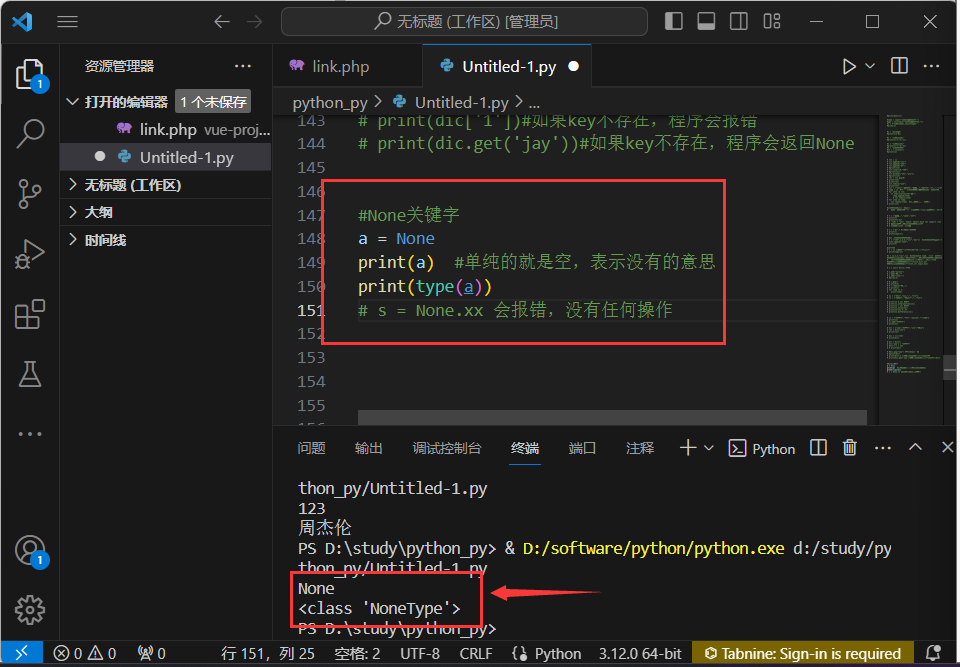 无标题 (工作区) [管理员]
资源管理器
打开的编辑器 1 个未保存
link.php vue-proj...
Untitled-1.py
无标题 (工作区)
大纲
时间线
1
1
link.php
Untitled-1.py
python_py > Untitled-1.py > ...
143 # print(dic['1'])#如果key不存在，程序会报错
144 # print(dic.get('jay'))#如果key不存在，程序会返回None
145
146
147 #None关键字
148 a = None
149 print(a)  #单纯的就是空，表示没有的意思
150 print(type(a))
151 # s = None.xx 会报错，没有任何操作
152
153
154
155
问题 输出 调试控制台 终端 端口 注释 Python
thon_py/Untitled-1.py
123
周杰伦
PS D:\study\python_py> & D:/software/python/python.exe d:/study/py
thon_py/Untitled-1.py
None
<class 'NoneType'>
PS D:\study\python_py>
0 0 0 行 151，列 25 空格: 2 UTF-8 CRLF Python 3.12.0 64-bit Tabnine: Sign-in is required